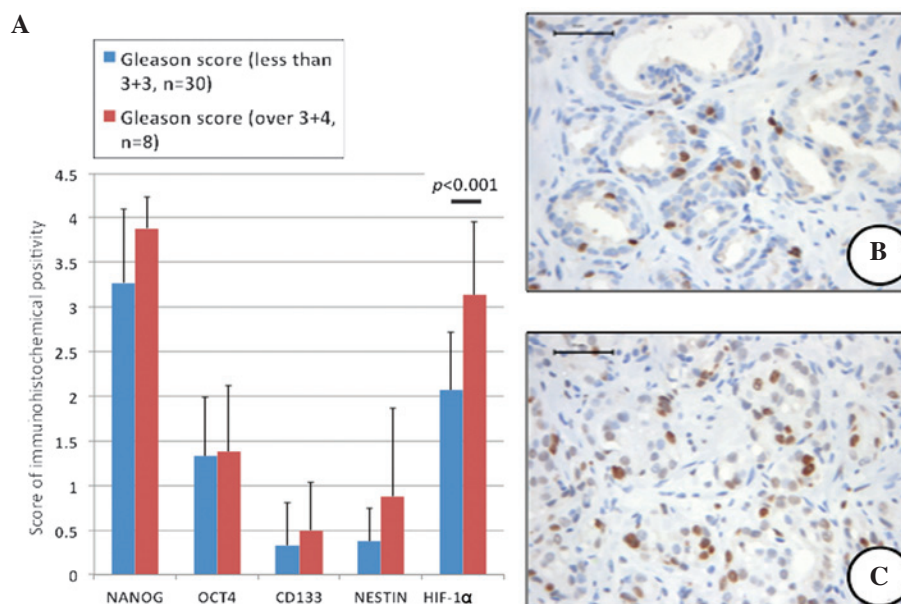 A
Gleason score (less than
3+3, n=30)
Gleason score (over 3+4,
n=8)
Score of immunohistochemical positivity
4.5
4
3.5
3
2.5
2
1.5
1
0.5
0
p<0.001
NANOG OCT4 CD133 NESTIN HIF-1α
B
C